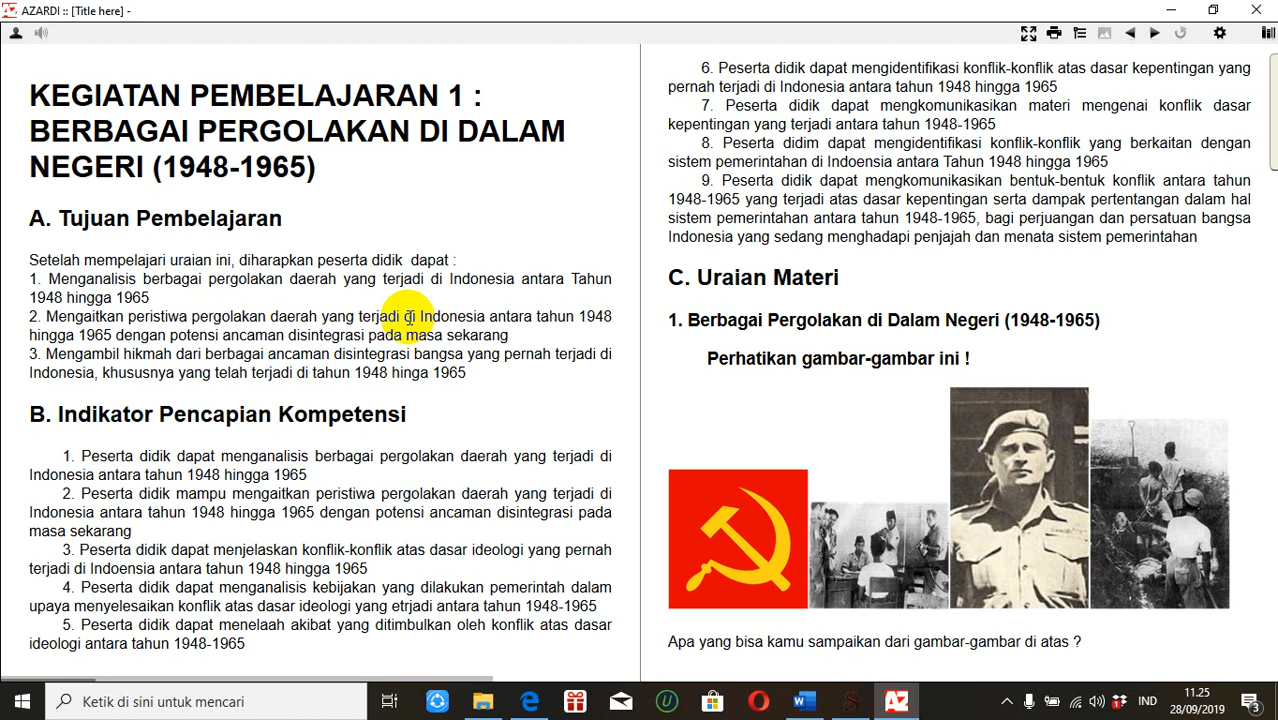 AZARDI :: [Title here] -
KEGIATAN PEMBELAJARAN 1 :
BERBAGAI PERGOLAKAN DI DALAM
NEGERI (1948-1965)
A. Tujuan Pembelajaran
Setelah mempelajari uraian ini, diharapkan peserta didik dapat :
1. Menganalisis berbagai pergolakan daerah yang terjadi di Indonesia antara Tahun
1948 hingga 1965
2. Mengaitkan peristiwa pergolakan daerah yang terjadi di Indonesia antara tahun 1948
hingga 1965 dengan potensi ancaman disintegrasi pada masa sekarang
3. Mengambil hikmah dari berbagai ancaman disintegrasi bangsa yang pernah terjadi di
Indonesia, khususnya yang telah terjadi di tahun 1948 hinga 1965
B. Indikator Pencapian Kompetensi
1. Peserta didik dapat menganalisis berbagai pergolakan daerah yang terjadi di
Indonesia antara tahun 1948 hingga 1965
2. Peserta didik mampu mengaitkan peristiwa pergolakan daerah yang terjadi di
Indonesia antara tahun 1948 hingga 1965 dengan potensi ancaman disintegrasi pada
masa sekarang
3. Peserta didik dapat menjelaskan konflik-konflik atas dasar ideologi yang pernah
terjadi di Indoensia antara tahun 1948 hingga 1965
4. Peserta didik dapat menganalisis kebijakan yang dilakukan pemerintah dalam
upaya menyelesaikan konflik atas dasar ideologi yang etrjadi antara tahun 1948-1965
5. Peserta didik dapat menelaah akibat yang ditimbulkan oleh konflik atas dasar
ideologi antara tahun 1948-1965
6. Peserta didik dapat mengidentifikasi konflik-konflik atas dasar kepentingan yang
pernah terjadi di Indonesia antara tahun 1948 hingga 1965
7. Peserta didik dapat mengkomunikasikan materi mengenai konflik dasar
kepentingan yang terjadi antara tahun 1948-1965
8. Peserta didim dapat mengidentifikasi konflik-konflik yang berkaitan dengan
sistem pemerintahan di Indoensia antara Tahun 1948 hingga 1965
9. Peserta didik dapat mengkomunikasikan bentuk-bentuk konflik antara tahun
1948-1965 yang terjadi atas dasar kepentingan serta dampak pertentangan dalam hal
sistem pemerintahan antara tahun 1948-1965, bagi perjuangan dan persatuan bangsa
Indonesia yang sedang menghadapi penjajah dan menata sistem pemerintahan
C. Uraian Materi
1. Berbagai Pergolakan di Dalam Negeri (1948-1965)
Perhatikan gambar-gambar ini !
Apa yang bisa kamu sampaikan dari gambar-gambar di atas ?
Ketik di sini untuk mencari
IND
11.25
28/09/2019